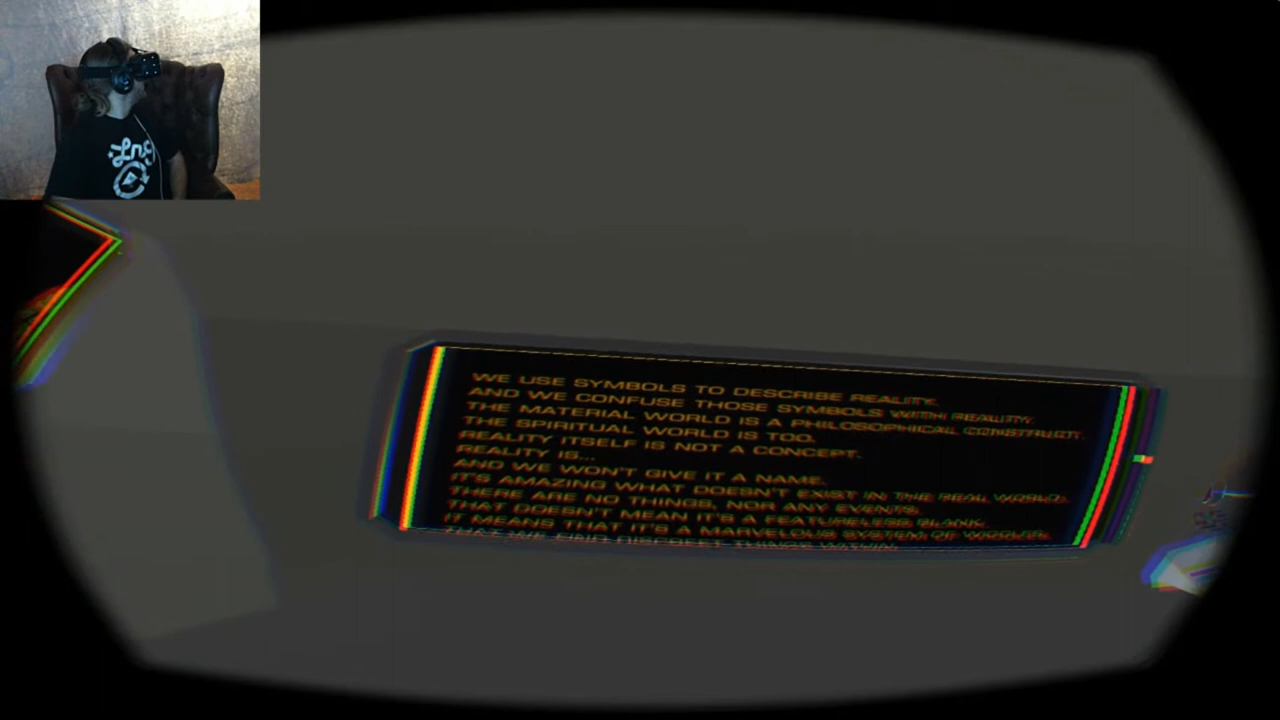 WE USE SYMBOLS TO DESCRIBE REALITY.
AND WE CONFUSE THOSE SYMBOLS WITH REALITY.
THE MATERIAL WORLD IS A PHILOSOPHICAL CONSTRUCT.
THE SPIRITUAL WORLD IS TOO.
REALITY ITSELF IS NOT A CONCEPT.
REALITY IS...
AND WE WON'T GIVE IT A NAME.
IT'S AMAZING WHAT DOESN'T EXIST IN THE REAL WORLD.
THERE ARE NO THINGS, NOR ANY EVENTS.
THAT DOESN'T MEAN IT'S A FEATURELESS BLANK.
IT MEANS THAT IT'S A MARVELOUS SYSTEM OF WIGGLES
THINGS WITHIN.